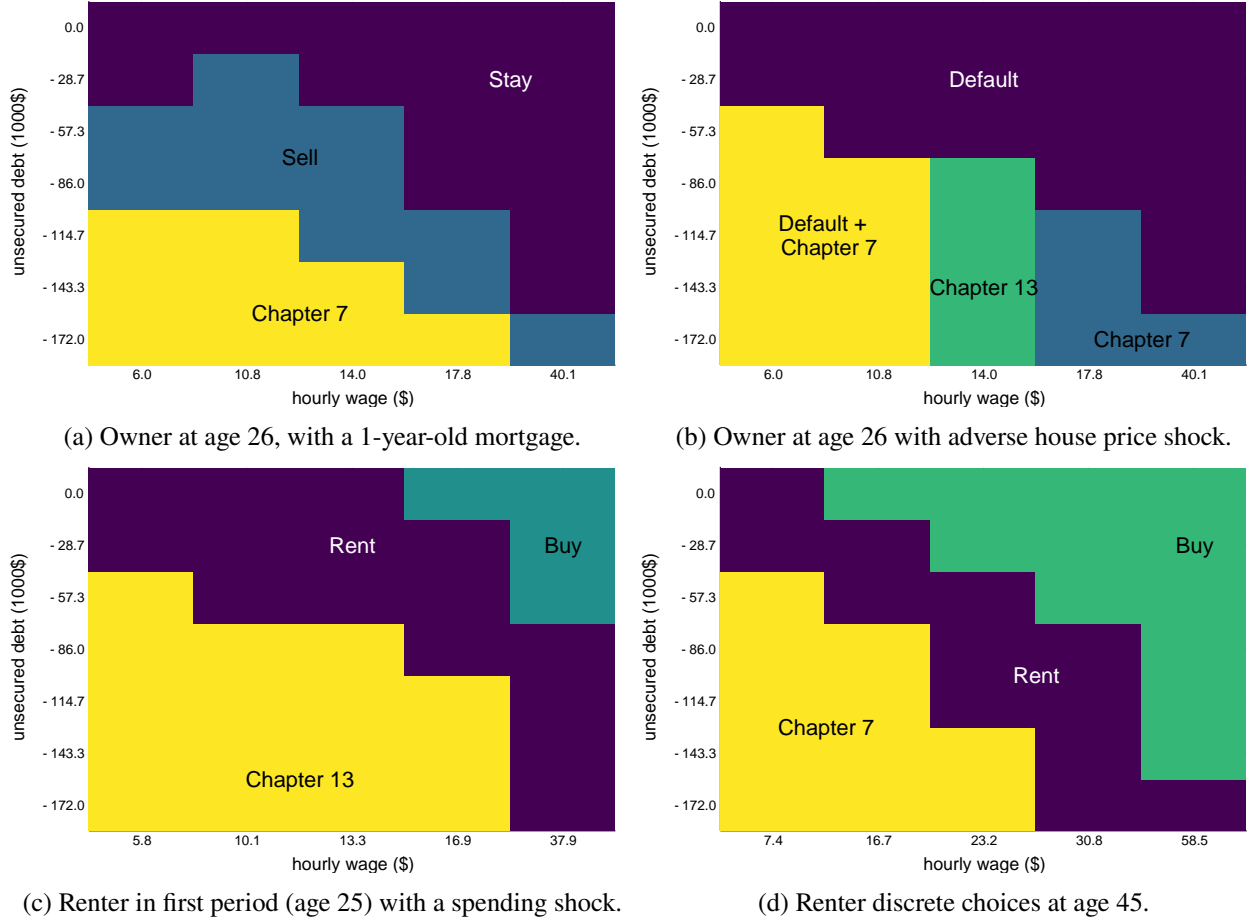 unsecured debt (1000$)
0.0
- 28.7
- 57.3
- 86.0
- 114.7
- 143.3
- 172.0
Stay
Sell
Chapter 7
6.0 10.8 14.0 17.8 40.1
hourly wage ($)
(a) Owner at age 26, with a 1-year-old mortgage.
unsecured debt (1000$)
0.0
- 28.7
- 57.3
- 86.0
- 114.7
- 143.3
- 172.0
Default
Default +
Chapter 7
Chapter 13
Chapter 7
6.0 10.8 14.0 17.8 40.1
hourly wage ($)
(b) Owner at age 26 with adverse house price shock.
unsecured debt (1000$)
0.0
- 28.7
- 57.3
- 86.0
- 114.7
- 143.3
- 172.0
Rent
Buy
Chapter 13
5.8 10.1 13.3 16.9 37.9
hourly wage ($)
(c) Renter in first period (age 25) with a spending shock.
unsecured debt (1000$)
0.0
- 28.7
- 57.3
- 86.0
- 114.7
- 143.3
- 172.0
Buy
Rent
Chapter 7
7.4 16.7 23.2 30.8 58.5
hourly wage ($)
(d) Renter discrete choices at age 45.